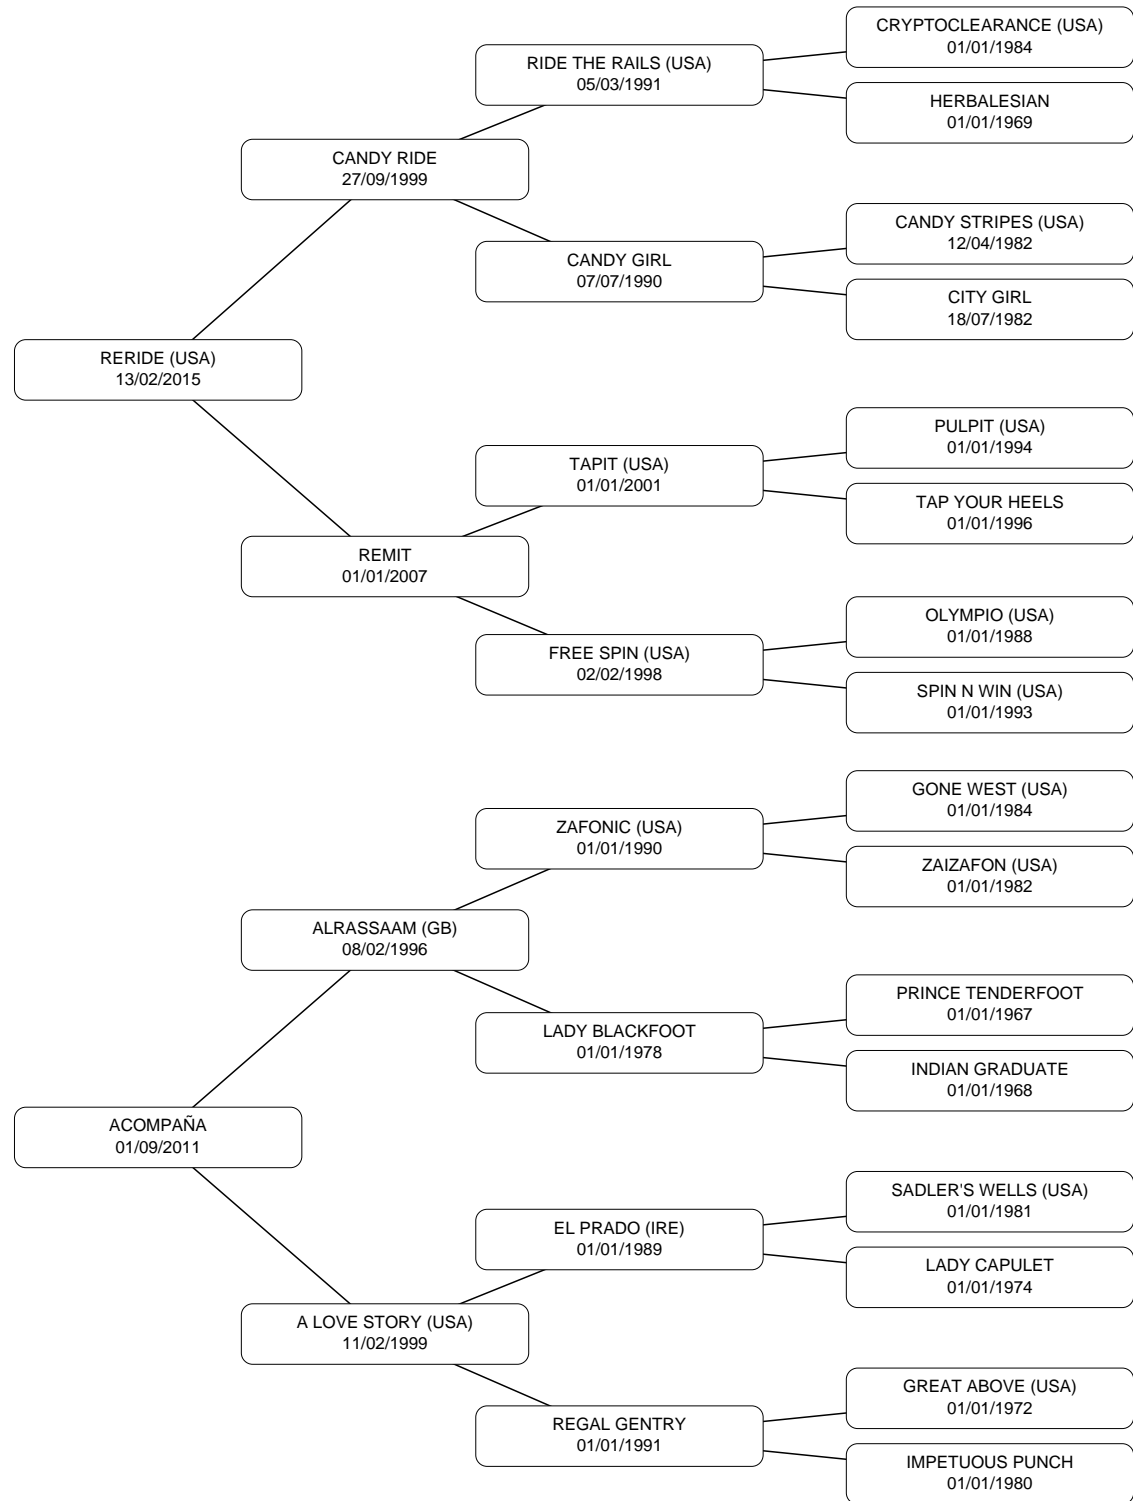 CRYPTOCLEARANCE (USA)
01/01/1984
RIDE THE RAILS (USA)
05/03/1991
HERBALESIAN
01/01/1969
CANDY RIDE
27/09/1999
CANDY STRIPES (USA)
12/04/1982
CANDY GIRL
07/07/1990
CITY GIRL
18/07/1982
RERIDE (USA)
13/02/2015
PULPIT (USA)
01/01/1994
TAPIT (USA)
01/01/2001
TAP YOUR HEELS
01/01/1996
REMIT
01/01/2007
OLYMPIO (USA)
01/01/1988
FREE SPIN (USA)
02/02/1998
SPIN N WIN (USA)
01/01/1993
GONE WEST (USA)
01/01/1984
ZAFONIC (USA)
01/01/1990
ZAIZAFON (USA)
01/01/1982
ALRASSAAM (GB)
08/02/1996
PRINCE TENDERFOOT
01/01/1967
LADY BLACKFOOT
01/01/1978
INDIAN GRADUATE
01/01/1968
ACOMPAÑA
01/09/2011
SADLER'S WELLS (USA)
01/01/1981
EL PRADO (IRE)
01/01/1989
LADY CAPULET
01/01/1974
A LOVE STORY (USA)
11/02/1999
GREAT ABOVE (USA)
01/01/1972
REGAL GENTRY
01/01/1991
IMPETUOUS PUNCH
01/01/1980